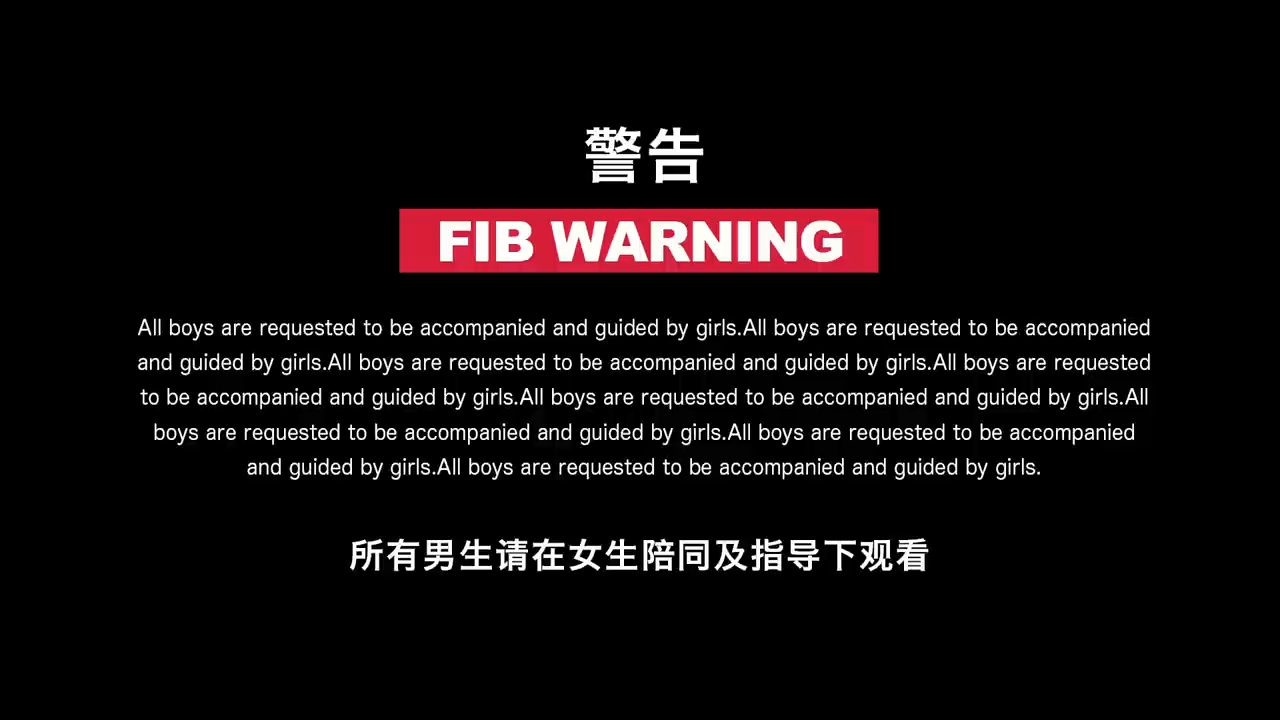 警告
FIB WARNING
All boys are requested to be accompanied and guided by girls.All boys are requested to be accompanied
and guided by girls.All boys are requested to be accompanied and guided by girls.All boys are requested
to be accompanied and guided by girls.All boys are requested to be accompanied and guided by girls.All
boys are requested to be accompanied and guided by girls.All boys are requested to be accompanied
and guided by girls.All boys are requested to be accompanied and guided by girls.
所有男生请在女生陪同及指导下观看